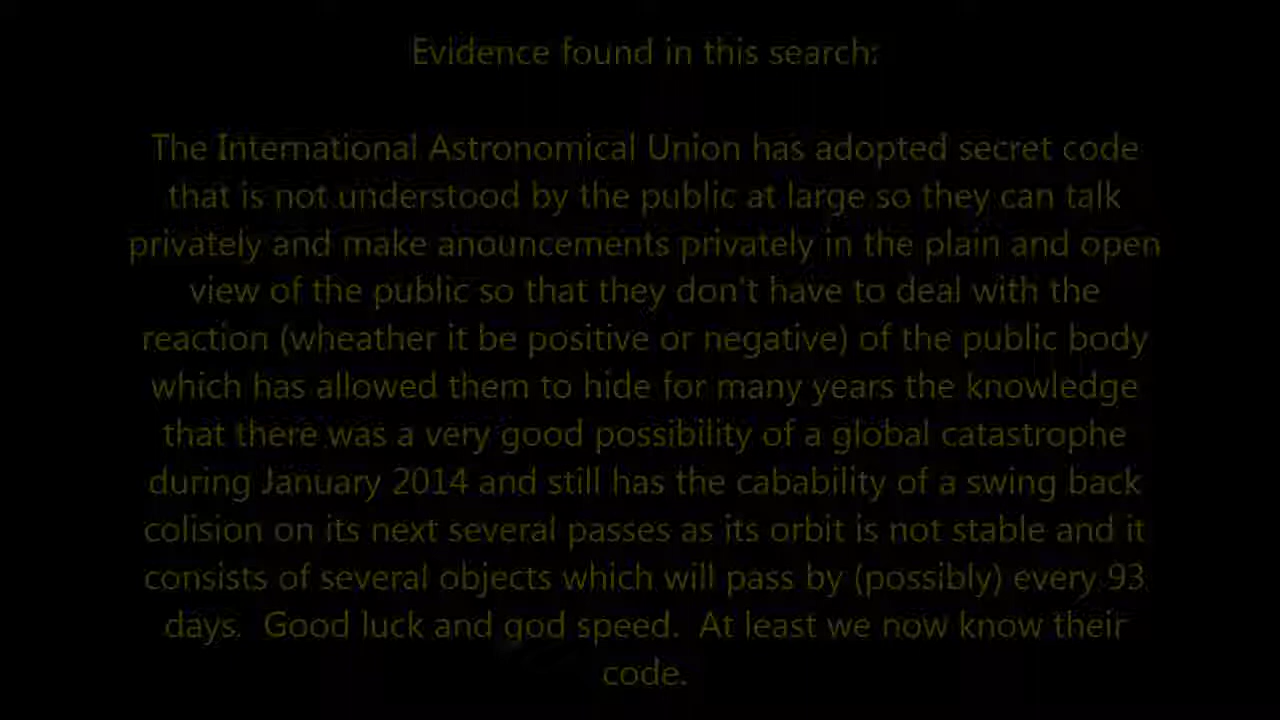 Evidence found in this search:
The International Astronomical Union has adopted secret code
that is not understood by the public at large so they can talk
privately and make anouncements privately in the plain and open
view of the public so that they don't have to deal with the
reaction (wheather it be positive or negative) of the public body
which has allowed them to hide for many years the knowledge
that there was a very good possibility of a global catastrophe
during January 2014 and still has the cabability of a swing back
colision on its next several passes as its orbit is not stable and it
consists of several objects which will pass by (possibly) every 93
days.  Good luck and god speed.  At least we now know their
code.